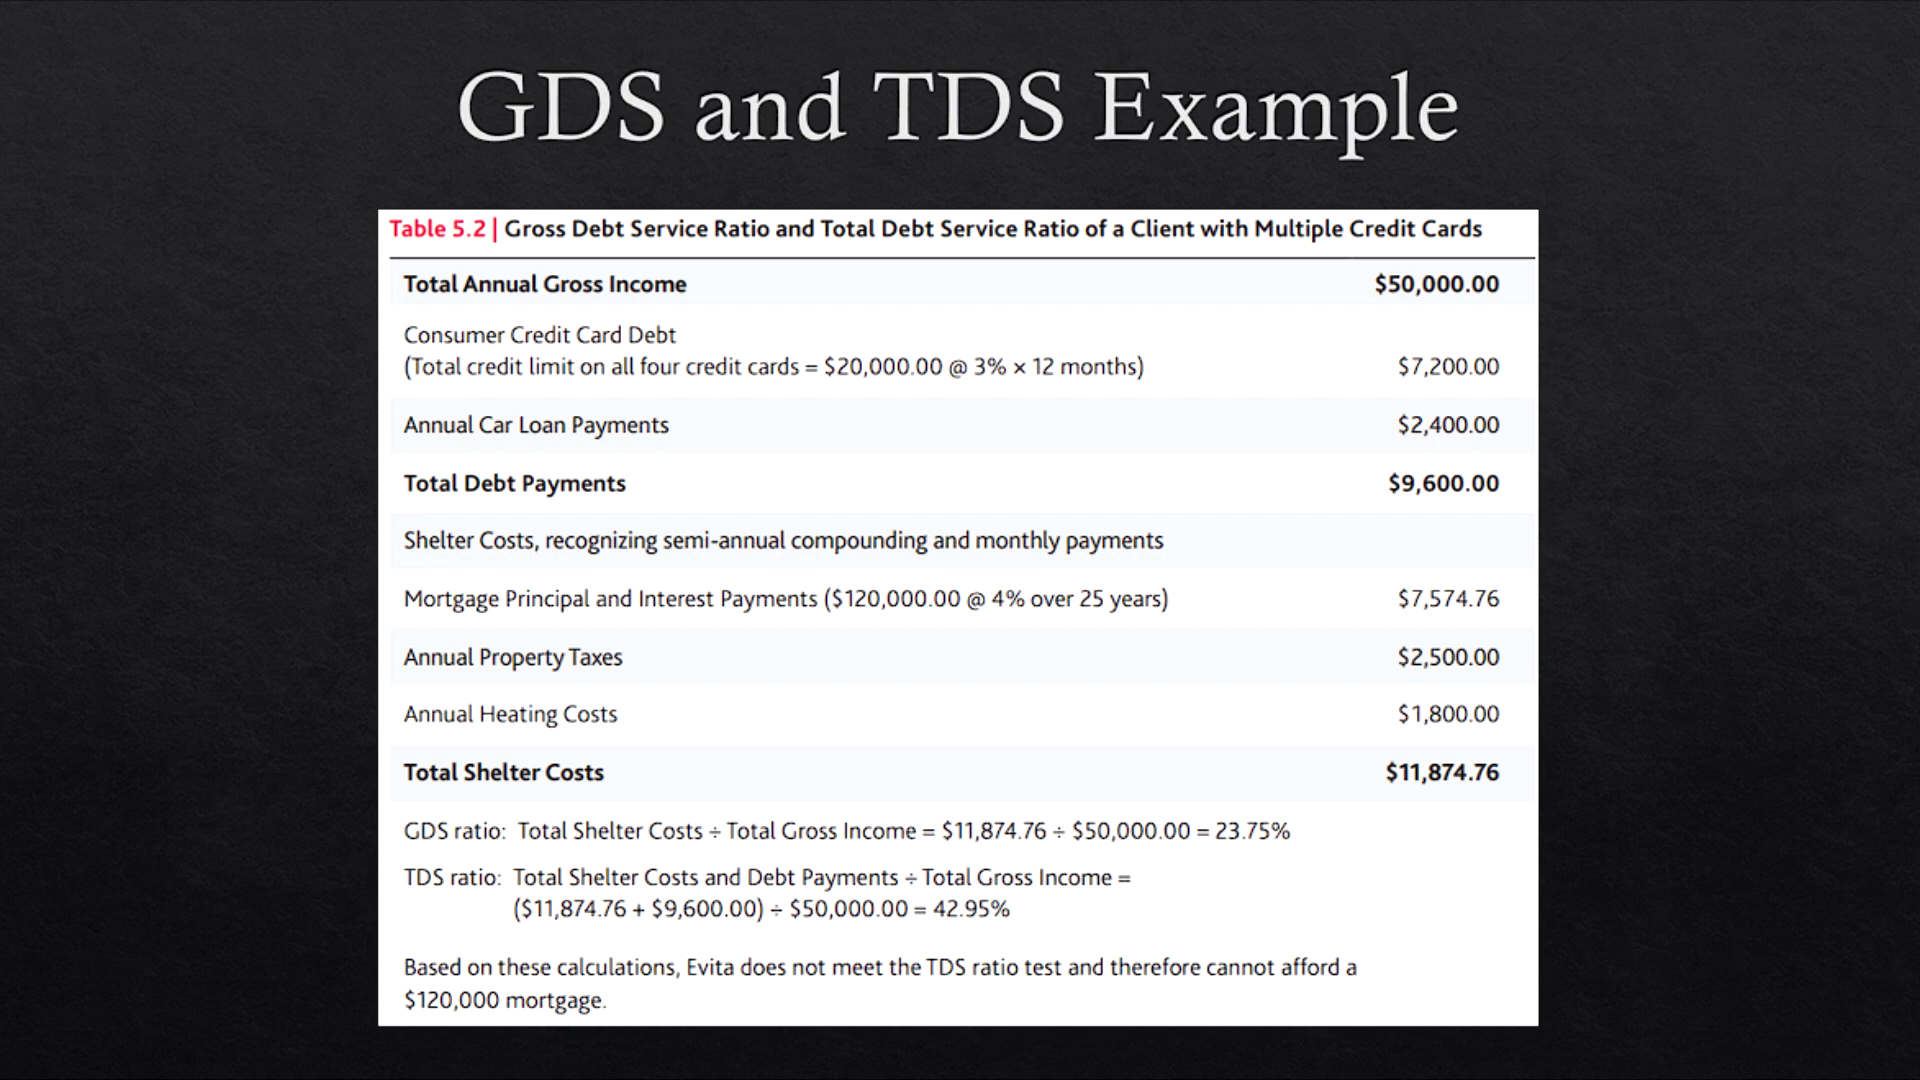 GDS and TDS Example
Table 5.2 | Gross Debt Service Ratio and Total Debt Service Ratio of a Client with Multiple Credit Cards
Total Annual Gross Income $50,000.00
Consumer Credit Card Debt
(Total credit limit on all four credit cards = $20,000.00 @ 3% × 12 months) $7,200.00
Annual Car Loan Payments $2,400.00
Total Debt Payments $9,600.00
Shelter Costs, recognizing semi-annual compounding and monthly payments
Mortgage Principal and Interest Payments ($120,000.00 @ 4% over 25 years) $7,574.76
Annual Property Taxes $2,500.00
Annual Heating Costs $1,800.00
Total Shelter Costs $11,874.76
GDS ratio: Total Shelter Costs ÷ Total Gross Income = $11,874.76 ÷ $50,000.00 = 23.75%
TDS ratio: Total Shelter Costs and Debt Payments ÷ Total Gross Income =
($11,874.76 + $9,600.00) ÷ $50,000.00 = 42.95%
Based on these calculations, Evita does not meet the TDS ratio test and therefore cannot afford a
$120,000 mortgage.